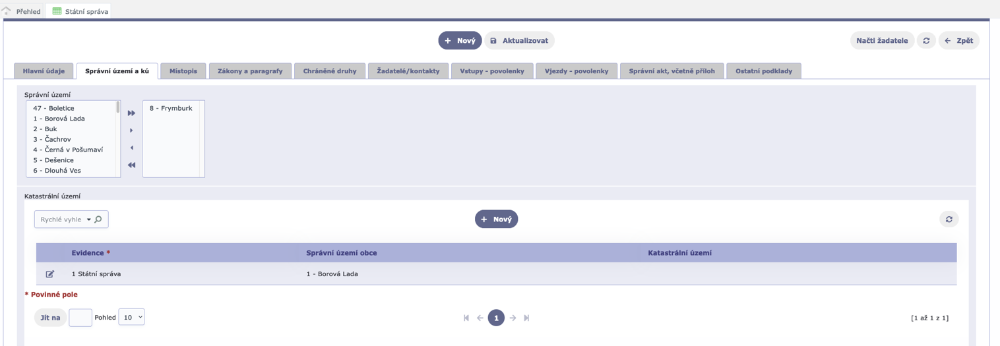 Přehled
Státní správa
Nový
Aktualizovat
Načti žadatele
Zpět
Hlavní údaje
Správní území a kú
Místopis
Zákony a paragrafy
Chráněné druhy
Žadatelé/kontakty
Vstupy - povolenky
Vjezdy - povolenky
Správní akt, včetně příloh
Ostatní podklady
Správní území
47 - Boletice
1 - Borová Lada
2 - Buk
3 - Čachrov
4 - Černá v Pošumaví
5 - Dešenice
6 - Dlouhá Ves
8 - Frymburk
Katastrální území
Rychlé vyhle
Nový
Evidence * Správní území obce Katastrální území
1 Státní správa 1 - Borová Lada
* Povinné pole
Jít na
Pohled 10
1
[1 až 1 z 1]